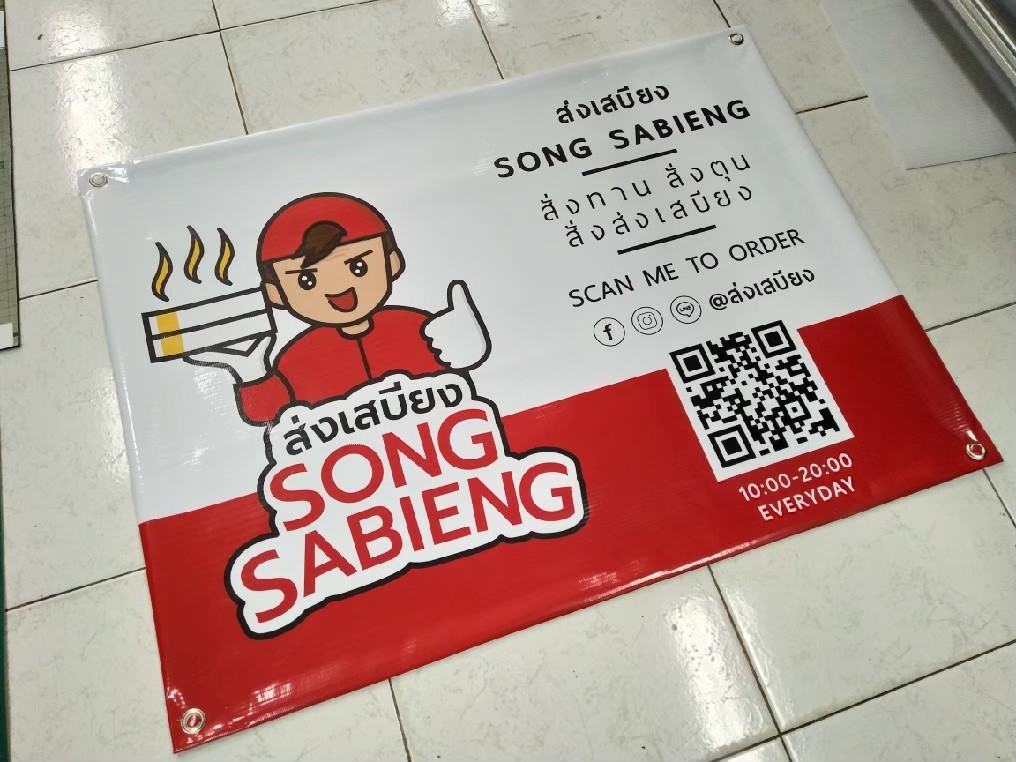 ส่งเสบียง
SONG SABIENG
สั่งทาน สั่งตุน
สั่งส่งเสบียง
SCAN ME TO ORDER
f LINE @ส่งเสบียง
10:00-20:00
EVERYDAY
ส่งเสบียง
SONG
SABIENG